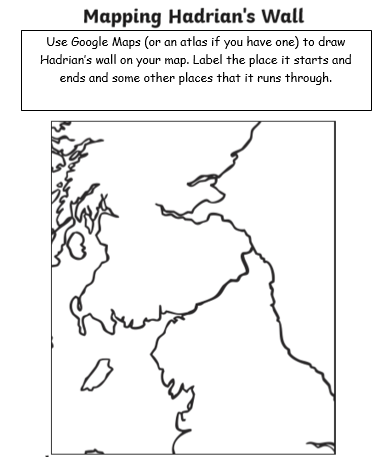 Mapping Hadrian's Wall
Use Google Maps (or an atlas if you have one) to draw
Hadrian's wall on your map. Label the place it starts and
ends and some other places that it runs through.